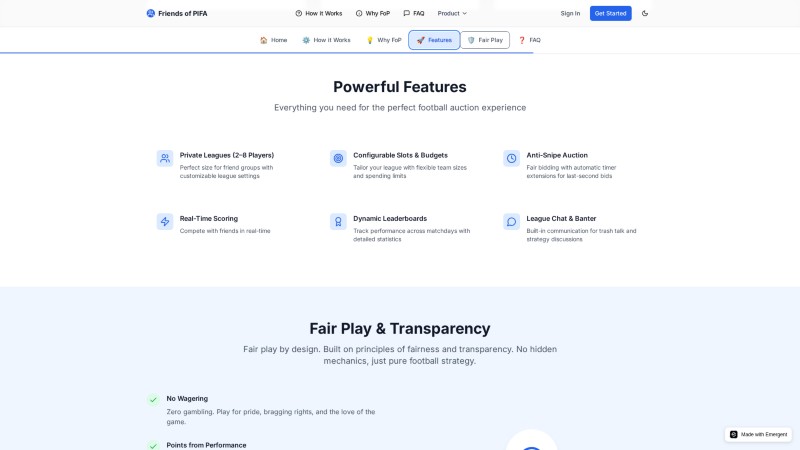 Friends of PIFA
How it Works
Why FoP
FAQ
Product
Sign In
Get Started
Home
How it Works
Why FoP
Features
Fair Play
FAQ
Powerful Features
Everything you need for the perfect football auction experience
Private Leagues (2–8 Players)
Perfect size for friend groups with
customizable league settings
Configurable Slots & Budgets
Tailor your league with flexible team sizes
and spending limits
Anti-Snipe Auction
Fair bidding with automatic timer
extensions for last-second bids
Real-Time Scoring
Compete with friends in real-time
Dynamic Leaderboards
Track performance across matchdays with
detailed statistics
League Chat & Banter
Built-in communication for trash talk and
strategy discussions
Fair Play & Transparency
Fair play by design. Built on principles of fairness and transparency. No hidden
mechanics, just pure football strategy.
No Wagering
Zero gambling. Play for pride, bragging rights, and the love of the
game.
Points from Performance
Made with Emergent